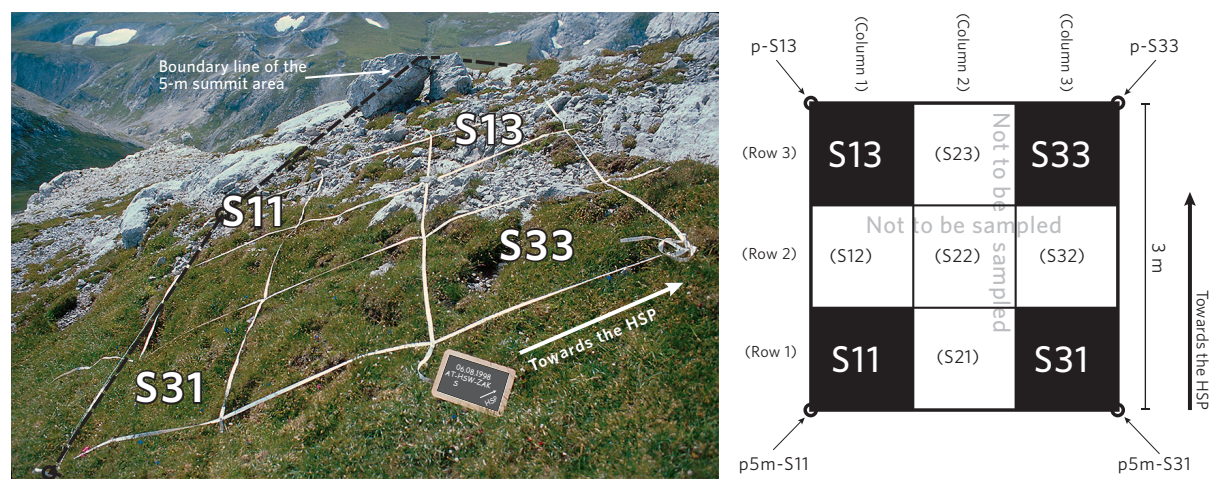 Boundary line of the
5-m summit area
S13
S11
S33
S31
Towards the HSP
06.08.1998
AT-HSW-ZAK
S
HSP
(Column 1)
(Column 2)
(Column 3)
p-S13
p-S33
(Row 3)
S13
(S23)
S33
Not to be sampled
Not to be sampled
(Row 2)
(S12)
(S22)
(S32)
3 m
(Row 1)
S11
(S21)
S31
Towards the HSP
p5m-S11
p5m-S31